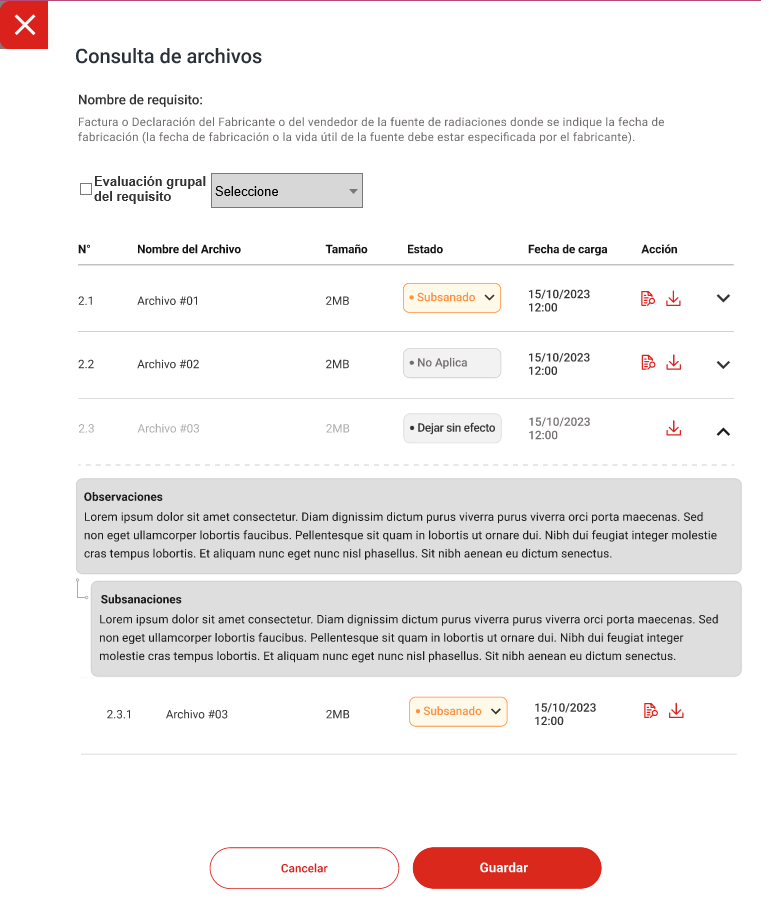 Consulta de archivos
Nombre de requisito:
Factura o Declaración del Fabricante o del vendedor de la fuente de radiaciones donde se indique la fecha de
fabricación (la fecha de fabricación o la vida útil de la fuente debe estar especificada por el fabricante).
Evaluación grupal
del requisito
Seleccione
N° Nombre del Archivo Tamaño Estado Fecha de carga Acción
2.1 Archivo #01 2MB • Subsanado 15/10/2023
12:00
2.2 Archivo #02 2MB • No Aplica 15/10/2023
12:00
2.3 Archivo #03 2MB • Dejar sin efecto 15/10/2023
12:00
Observaciones
Lorem ipsum dolor sit amet consectetur. Diam dignissim dictum purus viverra purus viverra orci porta maecenas. Sed
non eget ullamcorper lobortis faucibus. Pellentesque sit quam in lobortis ut ornare dui. Nibh dui feugiat integer molestie
cras tempus lobortis. Et aliquam nunc eget nunc nisl phasellus. Sit nibh aenean eu dictum senectus.
Subsanaciones
Lorem ipsum dolor sit amet consectetur. Diam dignissim dictum purus viverra purus viverra orci porta maecenas. Sed
non eget ullamcorper lobortis faucibus. Pellentesque sit quam in lobortis ut ornare dui. Nibh dui feugiat integer
molestie cras tempus lobortis. Et aliquam nunc eget nunc nisl phasellus. Sit nibh aenean eu dictum senectus.
2.3.1 Archivo #03 2MB • Subsanado 15/10/2023
12:00
Cancelar Guardar